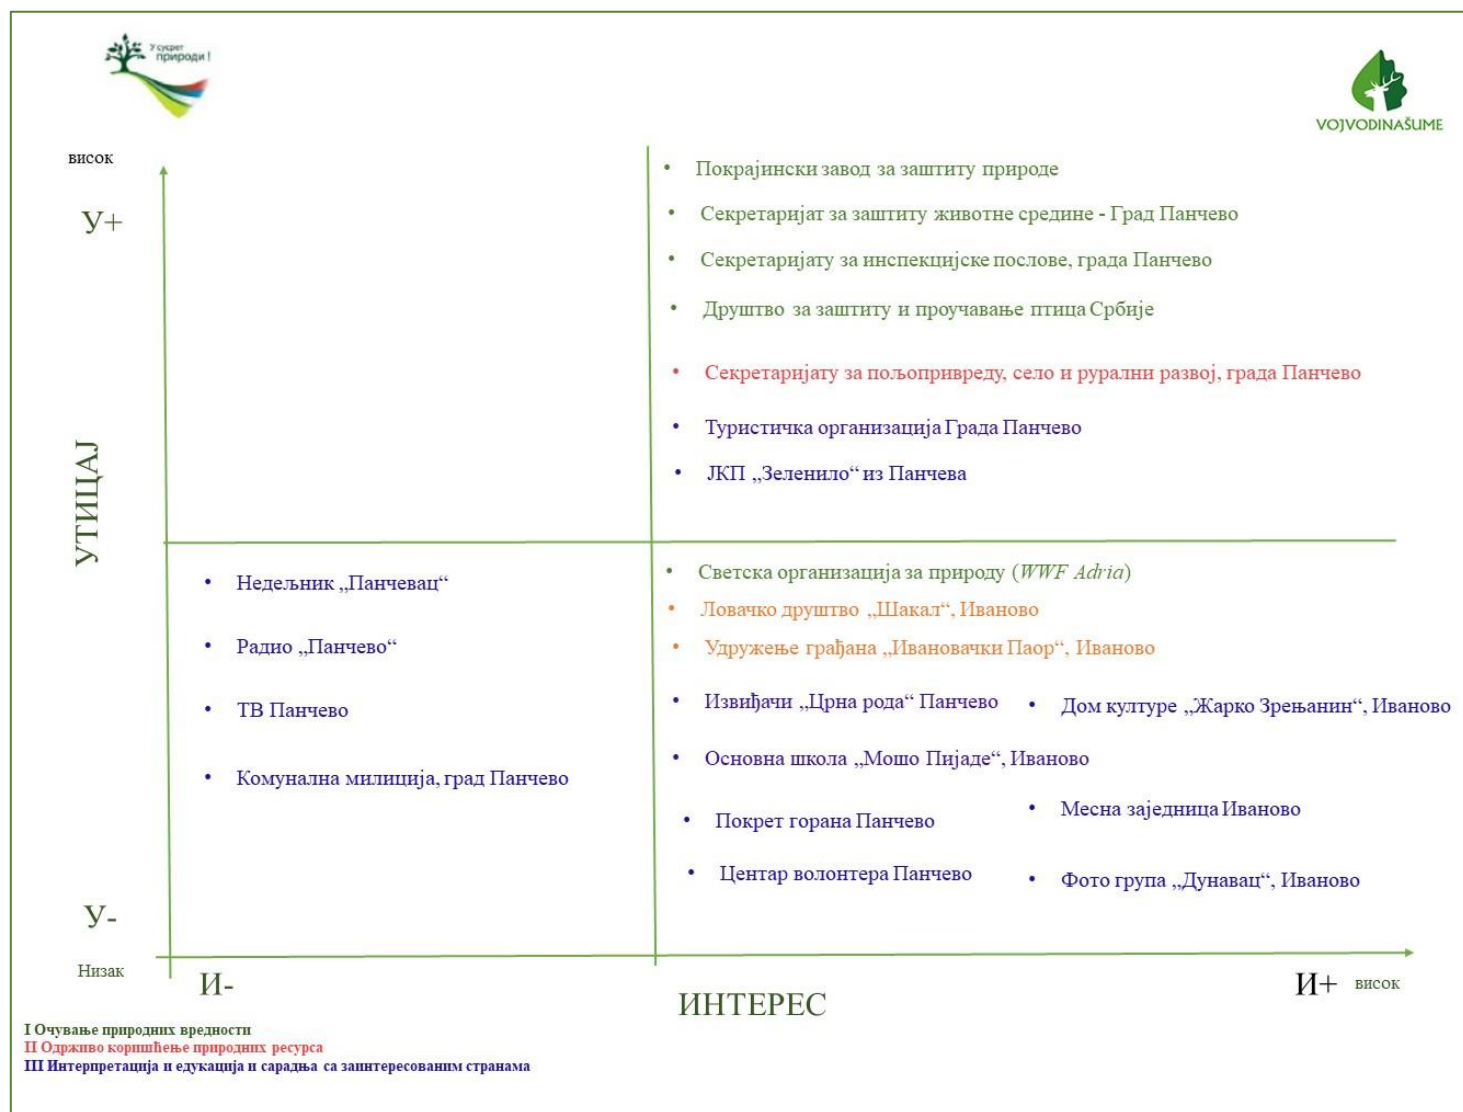 У сусрет
природи !
VOJVODINAŠUME
висок
У+
• Покрајински завод за заштиту природе
• Секретаријат за заштиту животне средине - Град Панчево
• Секретаријату за инспекцијске послове, града Панчево
• Друштво за заштиту и проучавање птица Србије
• Секретаријату за пољопривреду, село и рурални развој, града Панчево
• Туристичка организација Града Панчево
• ЈКП „Зеленило“ из Панчева
УТИЦАЈ
• Недељник „Панчевац“
• Радио „Панчево“
• ТВ Панчево
• Комунална милиција, град Панчево
• Светска организација за природу (WWF Adria)
• Ловачко друштво „Шакал“, Иваново
• Удружење грађана „Ивановачки Паор“, Иваново
• Извиђачи „Црна рода“ Панчево
• Дом културе „Жарко Зрењанин“, Иваново
• Основна школа „Мошо Пијаде“, Иваново
• Покрет горана Панчево
• Месна заједница Иваново
• Центар волонтера Панчево
• Фото група „Дунавац“, Иваново
У-
Низак
И-
ИНТЕРЕС
И+ висок
I Очување природних вредности
II Одрживо коришћење природних ресурса
III Интерпретација и едукација и сарадња са заинтересованим странама